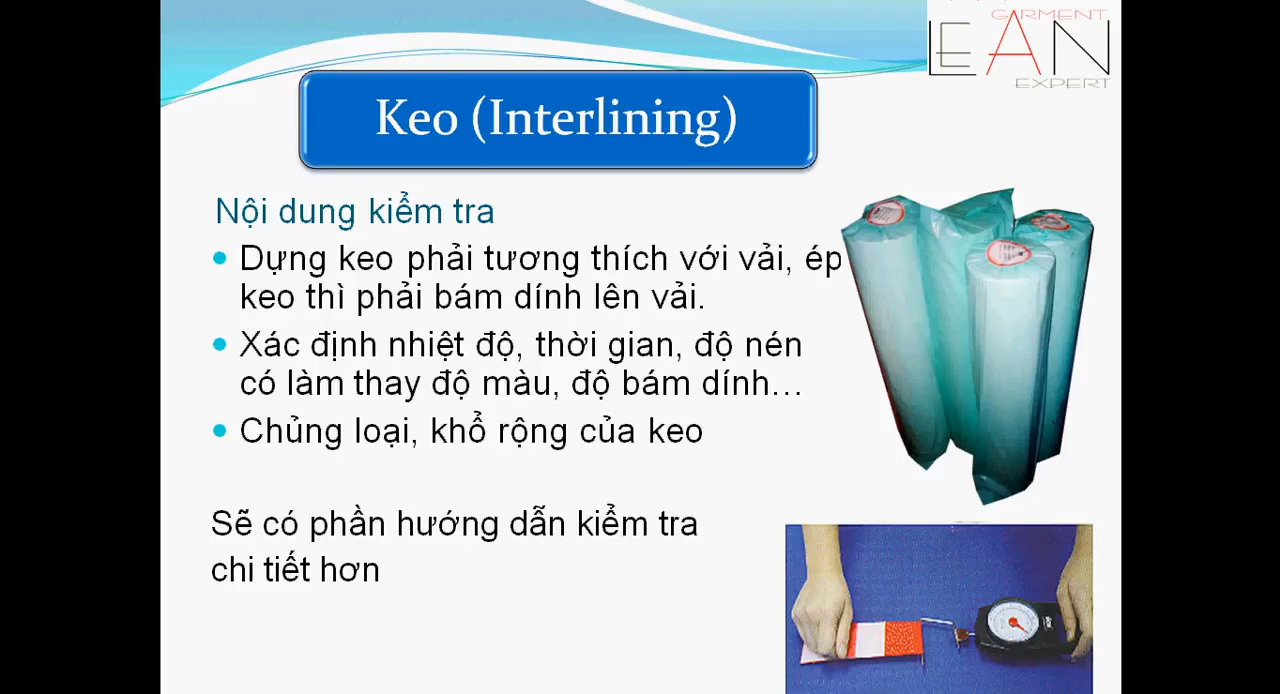 GARMENT
LEAN
EXPERT
Keo (Interlining)
Nội dung kiểm tra
• Dựng keo phải tương thích với vải, ép
keo thì phải bám dính lên vải.
• Xác định nhiệt độ, thời gian, độ nén
có làm thay độ màu, độ bám dính...
• Chủng loại, khổ rộng của keo
Sẽ có phần hướng dẫn kiểm tra
chi tiết hơn